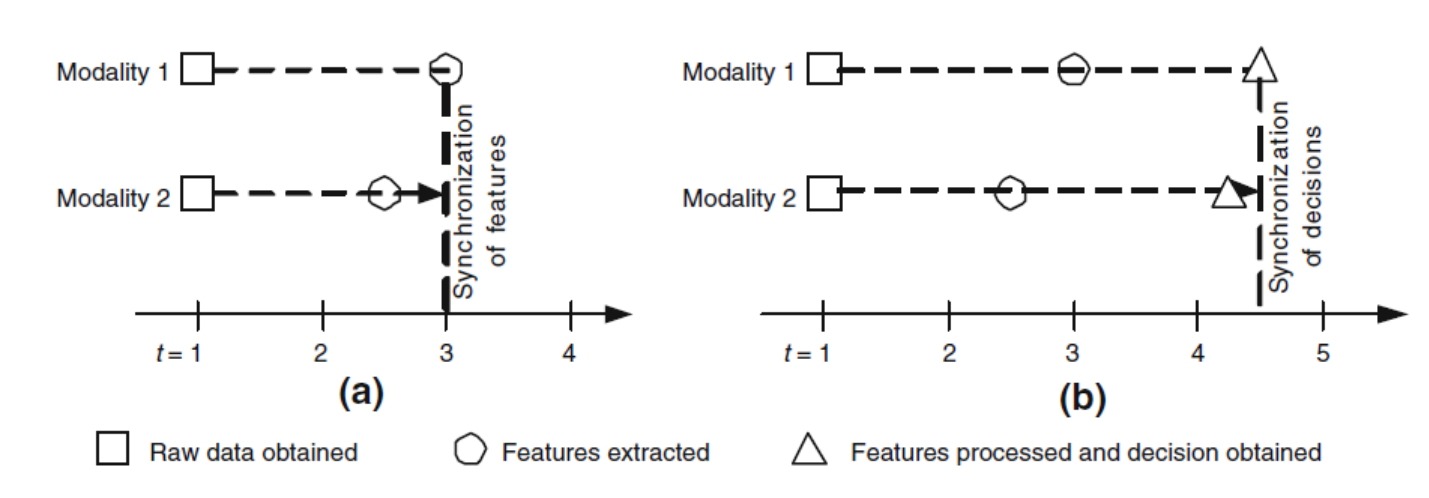 Modality 1
Modality 2
Synchronization
of features
t = 1 2 3 4
(a)
Modality 1
Modality 2
Synchronization
of decisions
t = 1 2 3 4 5
(b)
Raw data obtained
Features extracted
Features processed and decision obtained